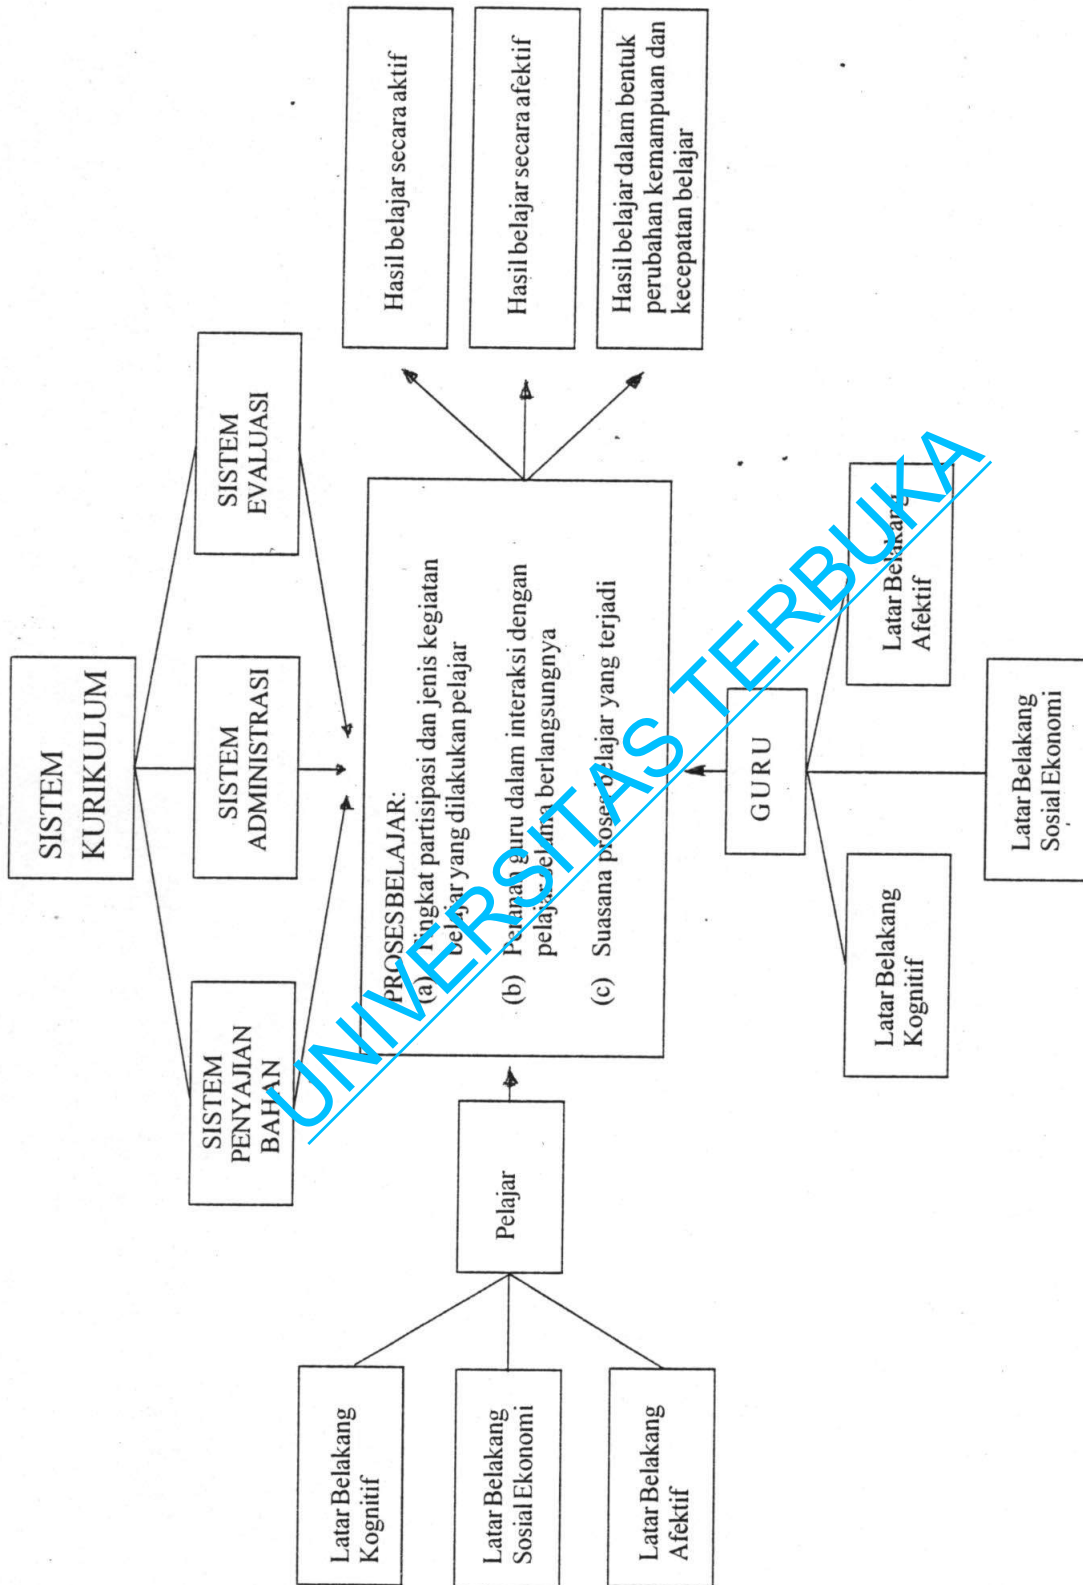 SISTEM
KURIKULUM
SISTEM
PENYAJIAN
BAHAN
SISTEM
ADMINISTRASI
SISTEM
EVALUASI
Latar Belakang
Kognitif
Latar Belakang
Sosial Ekonomi
Latar Belakang
Afektif
Pelajar
PROSES BELAJAR:
(a) Tingkat partisipasi dan jenis kegiatan
belajar yang dilakukan pelajar
(b) Peranan guru dalam interaksi dengan
pelajar selama berlangsungnya
(c) Suasana proses belajar yang terjadi
Hasil belajar secara aktif
Hasil belajar secara afektif
Hasil belajar dalam bentuk
perubahan kemampuan dan
kecepatan belajar
GURU
Latar Belakang
Kognitif
Latar Belakang
Sosial Ekonomi
Latar Belakang
Afektif
UNIVERSITAS TERBUKA